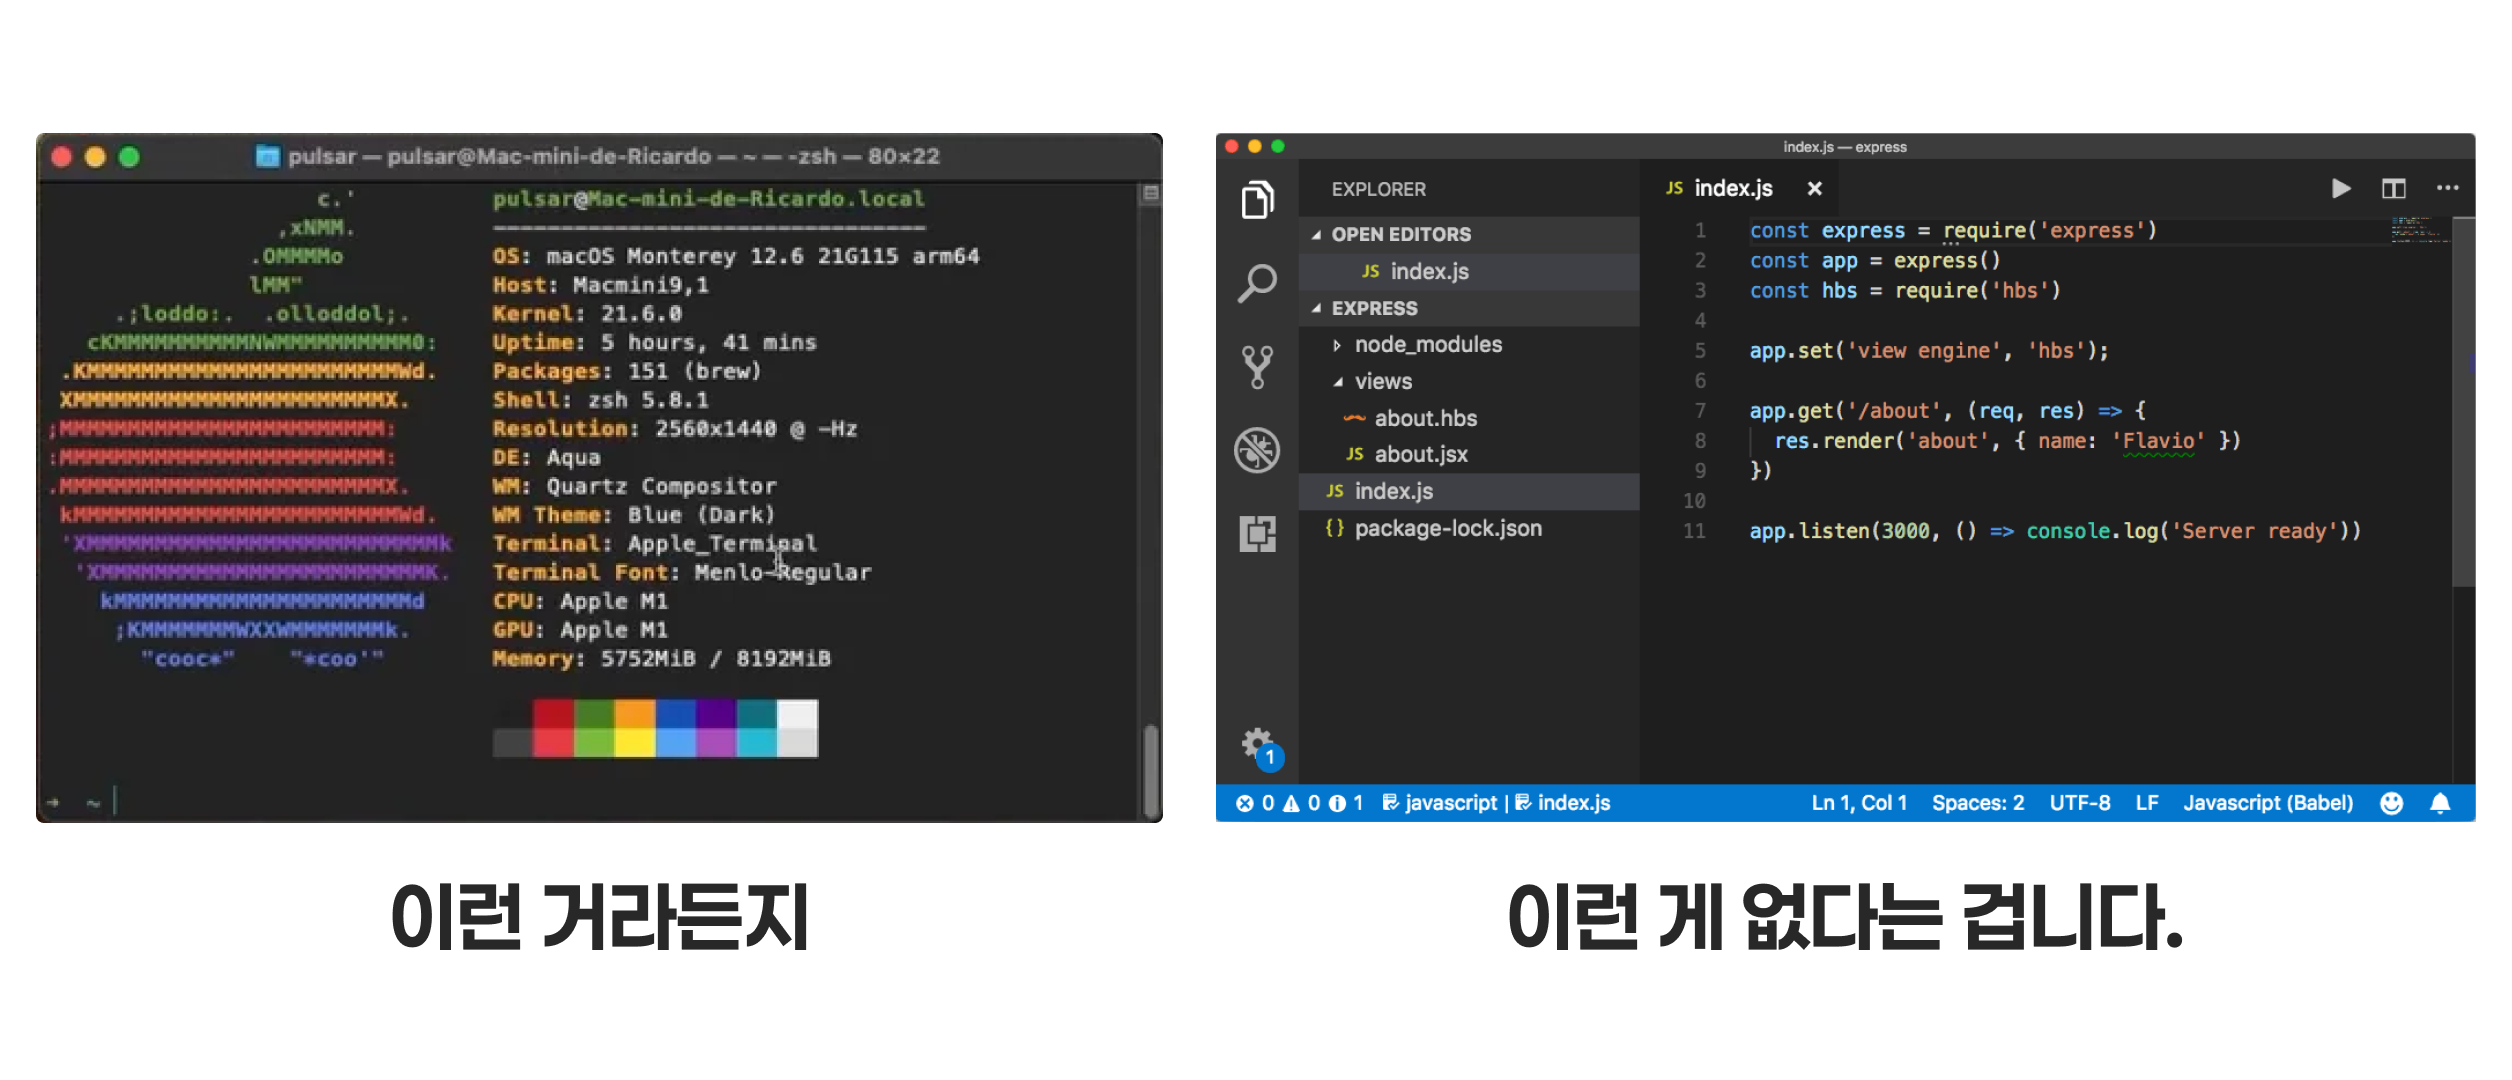 pulsar — pulsar@Mac-mini-de-Ricardo — ~ — -zsh — 80×22
c.'
,xNMM.
.OMMMMo
lMM"
.;loddo:.  .olloddol;.
cKMMMMMMMMMMNWMMMMMMMMMM0:
.KMMMMMMMMMMMMMMMMMMMMMMMWd.
XMMMMMMMMMMMMMMMMMMMMMMMX.
;MMMMMMMMMMMMMMMMMMMMMMMM:
:MMMMMMMMMMMMMMMMMMMMMMMM:
.MMMMMMMMMMMMMMMMMMMMMMMMX.
kMMMMMMMMMMMMMMMMMMMMMMMMWd.
'XMMMMMMMMMMMMMMMMMMMMMMMMMMk
'XMMMMMMMMMMMMMMMMMMMMMMMMK.
kMMMMMMMMMMMMMMMMMMMMMMd
;KMMMMMMMWXXWMMMMMMMk.
"cooc*"    "*coo'"
pulsar@Mac-mini-de-Ricardo.local
--------------------------------
OS: macOS Monterey 12.6 21G115 arm64
Host: Macmini9,1
Kernel: 21.6.0
Uptime: 5 hours, 41 mins
Packages: 151 (brew)
Shell: zsh 5.8.1
Resolution: 2560x1440 @ -Hz
DE: Aqua
WM: Quartz Compositor
WM Theme: Blue (Dark)
Terminal: Apple_Terminal
Terminal Font: Menlo-Regular
CPU: Apple M1
GPU: Apple M1
Memory: 5752MiB / 8192MiB
→ ~
index.js — express
EXPLORER
OPEN EDITORS
JS index.js
EXPRESS
node_modules
views
about.hbs
JS about.jsx
JS index.js
{} package-lock.json
1
JS index.js ×
1 const express = require('express')
2 const app = express()
3 const hbs = require('hbs')
4
5 app.set('view engine', 'hbs');
6
7 app.get('/about', (req, res) => {
8   res.render('about', { name: 'Flavio' })
9 })
10
11 app.listen(3000, () => console.log('Server ready'))
0 0 1 javascript | index.js Ln 1, Col 1 Spaces: 2 UTF-8 LF Javascript (Babel)
이런 거라든지
이런 게 없다는 겁니다.